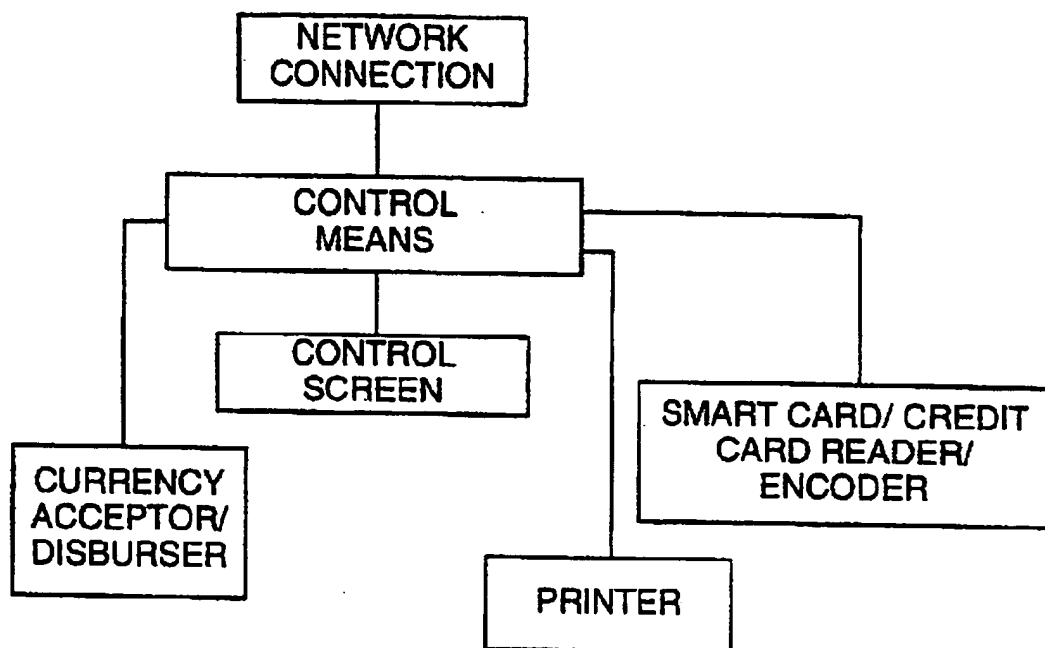 NETWORK
CONNECTION
CONTROL
MEANS
CONTROL
SCREEN
SMART CARD/ CREDIT
CARD READER/
ENCODER
CURRENCY
ACCEPTOR/
DISBURSER
PRINTER